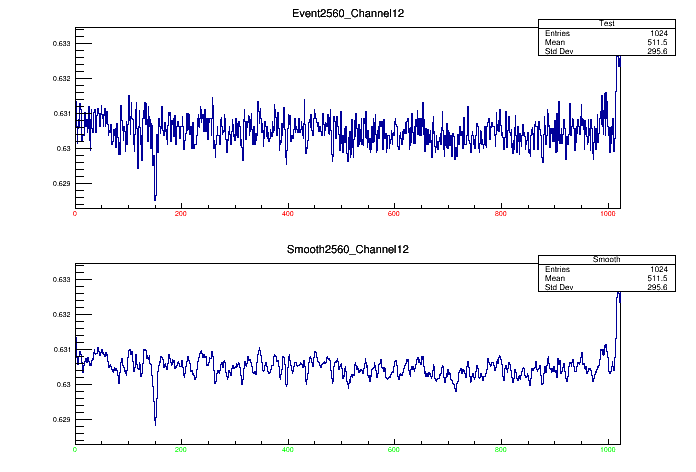 Event2560_Channel12
Test
Entries 1024
Mean 511.5
Std Dev 295.6
0.633
0.632
0.631
0.63
0.629
0 200 400 600 800 1000
Smooth2560_Channel12
Smooth
Entries 1024
Mean 511.5
Std Dev 295.6
0.633
0.632
0.631
0.63
0.629
0 200 400 600 800 1000